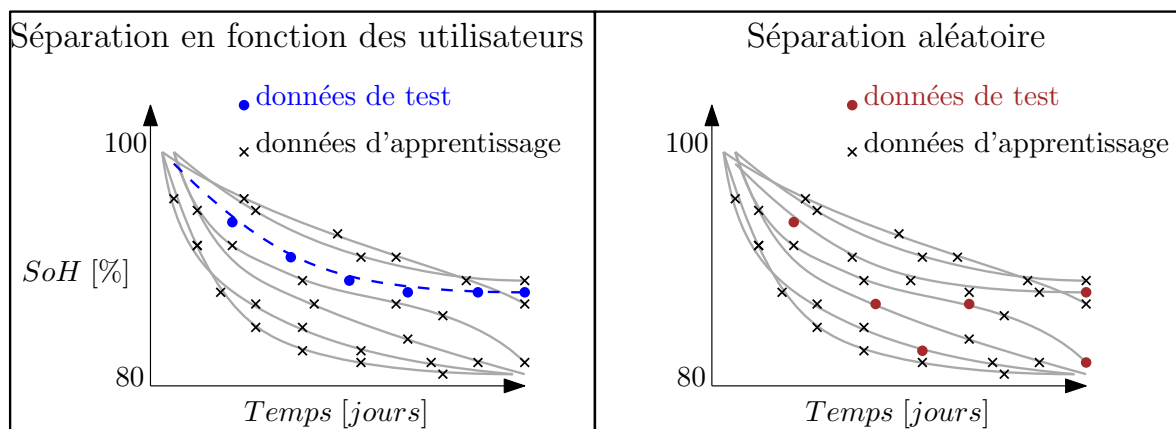 Séparation en fonction des utilisateurs
données de test
données d'apprentissage
100
SoH [%]
80
Temps [jours]
Séparation aléatoire
données de test
données d'apprentissage
100
80
Temps [jours]